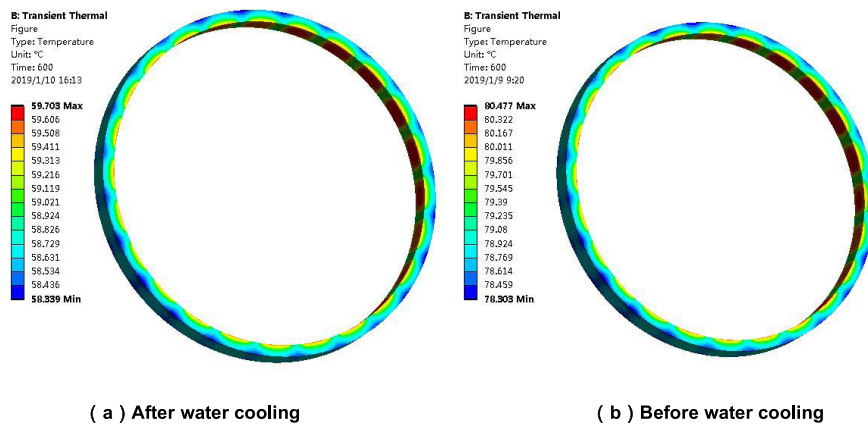 B: Transient Thermal
Figure
Type: Temperature
Unit: °C
Time: 600
2019/1/10 16:13
59.703 Max
59.606
59.508
59.411
59.313
59.216
59.119
59.021
58.924
58.826
58.729
58.631
58.534
58.436
58.339 Min
B: Transient Thermal
Figure
Type: Temperature
Unit: °C
Time: 600
2019/1/9 9:20
80.477 Max
80.322
80.167
80.011
79.856
79.701
79.545
79.39
79.235
79.08
78.924
78.769
78.614
78.459
78.303 Min
( a ) After water cooling
( b ) Before water cooling